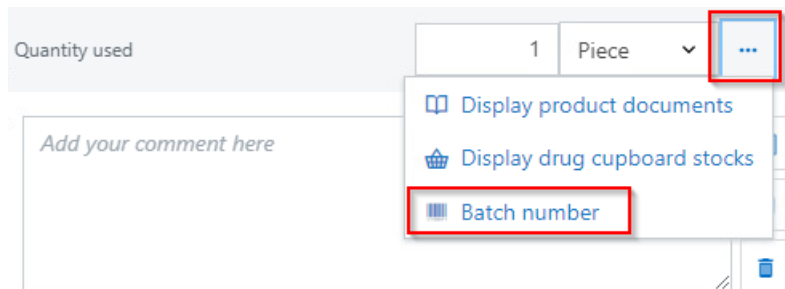 Quantity used
1
Piece
...
Display product documents
Add your comment here
Display drug cupboard stocks
Batch number